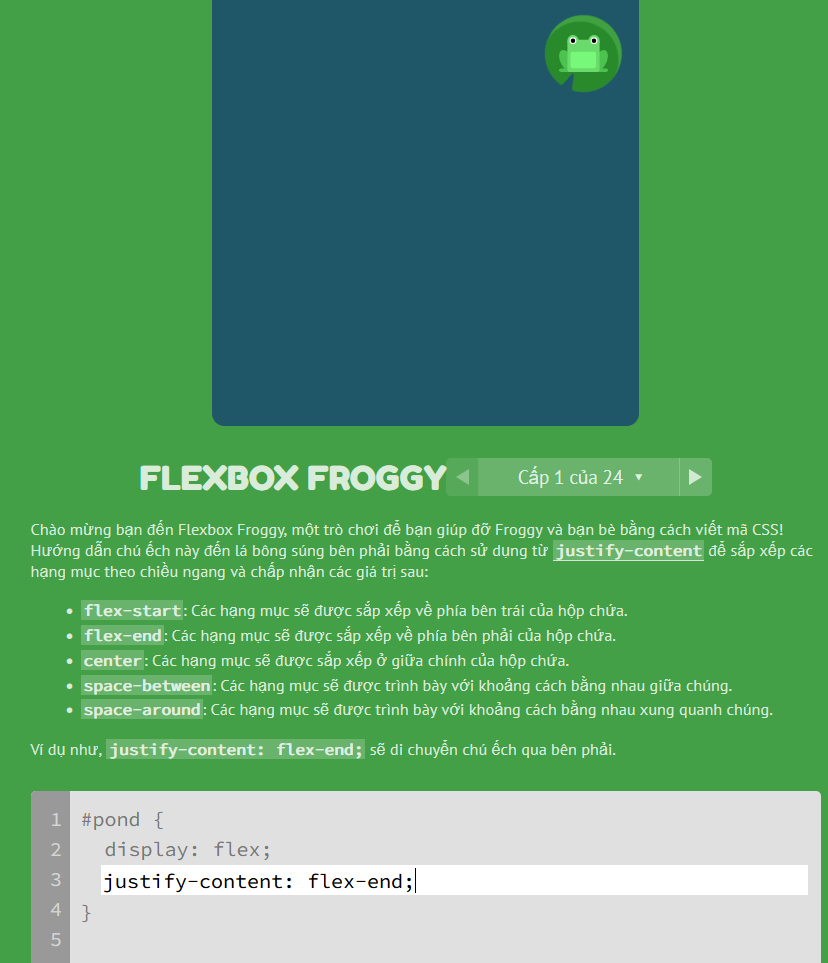 FLEXBOX FROGGY
Cấp 1 của 24
Chào mừng bạn đến Flexbox Froggy, một trò chơi để bạn giúp đỡ Froggy và bạn bè bằng cách viết mã CSS!
Hướng dẫn chú ếch này đến lá bông súng bên phải bằng cách sử dụng từ justify-content để sắp xếp các
hạng mục theo chiều ngang và chấp nhận các giá trị sau:
• flex-start: Các hạng mục sẽ được sắp xếp về phía bên trái của hộp chứa.
• flex-end: Các hạng mục sẽ được sắp xếp về phía bên phải của hộp chứa.
• center: Các hạng mục sẽ được sắp xếp ở giữa chính của hộp chứa.
• space-between: Các hạng mục sẽ được trình bày với khoảng cách bằng nhau giữa chúng.
• space-around: Các hạng mục sẽ được trình bày với khoảng cách bằng nhau xung quanh chúng.
Ví dụ như, justify-content: flex-end; sẽ di chuyển chú ếch qua bên phải.
1 #pond {
2 display: flex;
3 justify-content: flex-end;
4 }
5